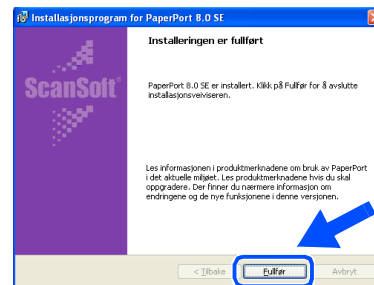 Installasjonsprogram for PaperPort 8.0 SE
Installeringen er fullført
ScanSoft®
PaperPort 8.0 SE er installert. Klikk på Fullfør for å avslutte
installasjonsveiviseren.
Les informasjonen i produktmerknadene om bruk av PaperPort
i det aktuelle miljøet. Les produktmerknadene hvis du skal
oppgradere. Der finner du nærmere informasjon om
endringene og de nye funksjonene i denne versjonen.
< Tilbake Fullfør Avbryt